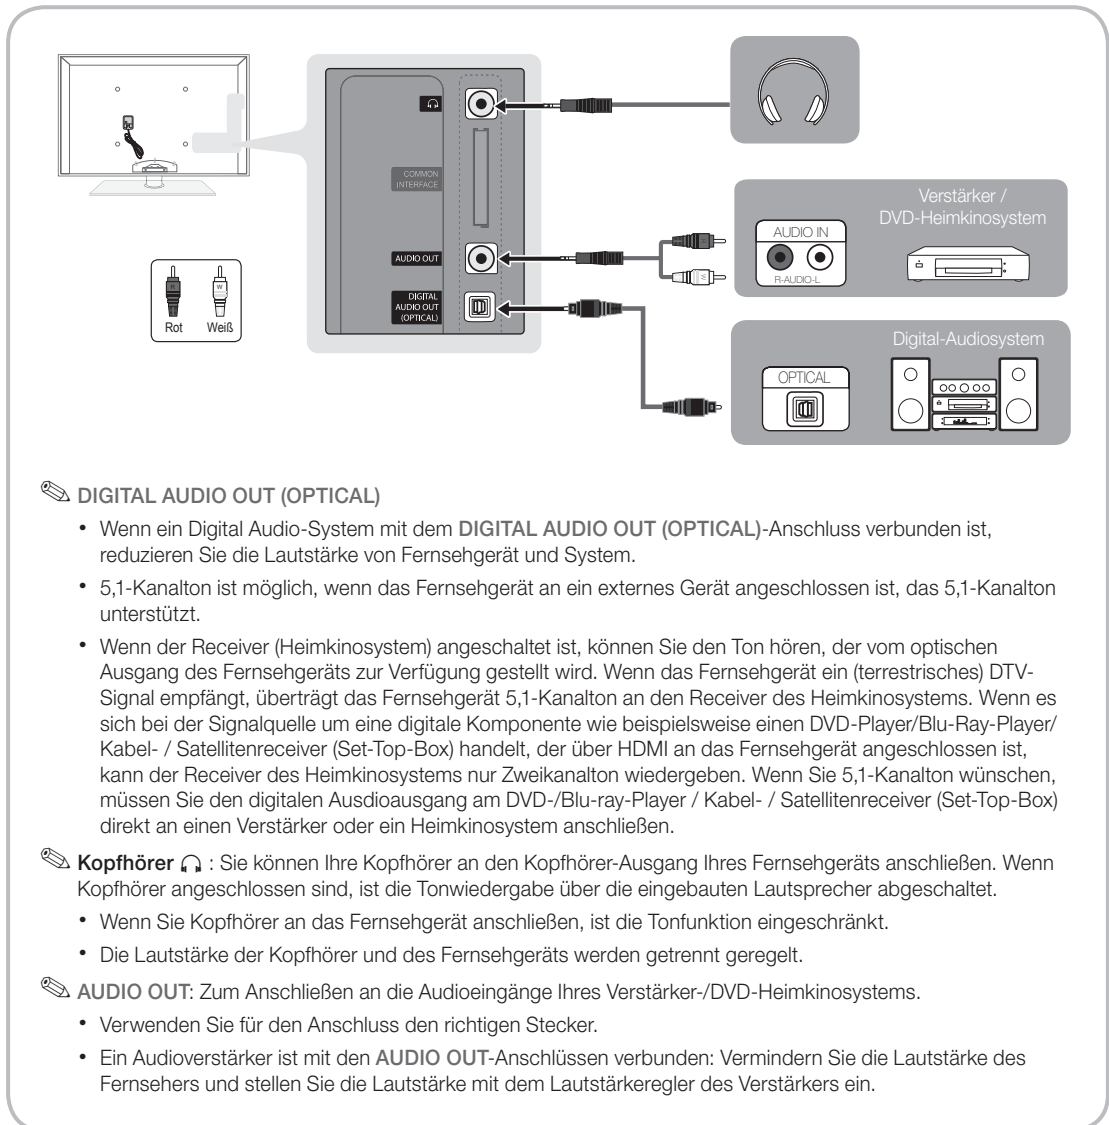 COMMON
INTERFACE
AUDIO OUT
DIGITAL
AUDIO OUT
(OPTICAL)
R
W
Rot Weiß
R
W
Verstärker /
DVD-Heimkinosystem
AUDIO IN
R-AUDIO-L
Digital-Audiosystem
OPTICAL
DIGITAL AUDIO OUT (OPTICAL)
• Wenn ein Digital Audio-System mit dem DIGITAL AUDIO OUT (OPTICAL)-Anschluss verbunden ist,
reduzieren Sie die Lautstärke von Fernsehgerät und System.
• 5,1-Kanalton ist möglich, wenn das Fernsehgerät an ein externes Gerät angeschlossen ist, das 5,1-Kanalton
unterstützt.
• Wenn der Receiver (Heimkinosystem) angeschaltet ist, können Sie den Ton hören, der vom optischen
Ausgang des Fernsehgeräts zur Verfügung gestellt wird. Wenn das Fernsehgerät ein (terrestrisches) DTV-
Signal empfängt, überträgt das Fernsehgerät 5,1-Kanalton an den Receiver des Heimkinosystems. Wenn es
sich bei der Signalquelle um eine digitale Komponente wie beispielsweise einen DVD-Player/Blu-Ray-Player/
Kabel- / Satellitenreceiver (Set-Top-Box) handelt, der über HDMI an das Fernsehgerät angeschlossen ist,
kann der Receiver des Heimkinosystems nur Zweikanalton wiedergeben. Wenn Sie 5,1-Kanalton wünschen,
müssen Sie den digitalen Ausdioausgang am DVD-/Blu-ray-Player / Kabel- / Satellitenreceiver (Set-Top-Box)
direkt an einen Verstärker oder ein Heimkinosystem anschließen.
Kopfhörer : Sie können Ihre Kopfhörer an den Kopfhörer-Ausgang Ihres Fernsehgeräts anschließen. Wenn
Kopfhörer angeschlossen sind, ist die Tonwiedergabe über die eingebauten Lautsprecher abgeschaltet.
• Wenn Sie Kopfhörer an das Fernsehgerät anschließen, ist die Tonfunktion eingeschränkt.
• Die Lautstärke der Kopfhörer und des Fernsehgeräts werden getrennt geregelt.
AUDIO OUT: Zum Anschließen an die Audioeingänge Ihres Verstärker-/DVD-Heimkinosystems.
• Verwenden Sie für den Anschluss den richtigen Stecker.
• Ein Audioverstärker ist mit den AUDIO OUT-Anschlüssen verbunden: Vermindern Sie die Lautstärke des
Fernsehers und stellen Sie die Lautstärke mit dem Lautstärkeregler des Verstärkers ein.